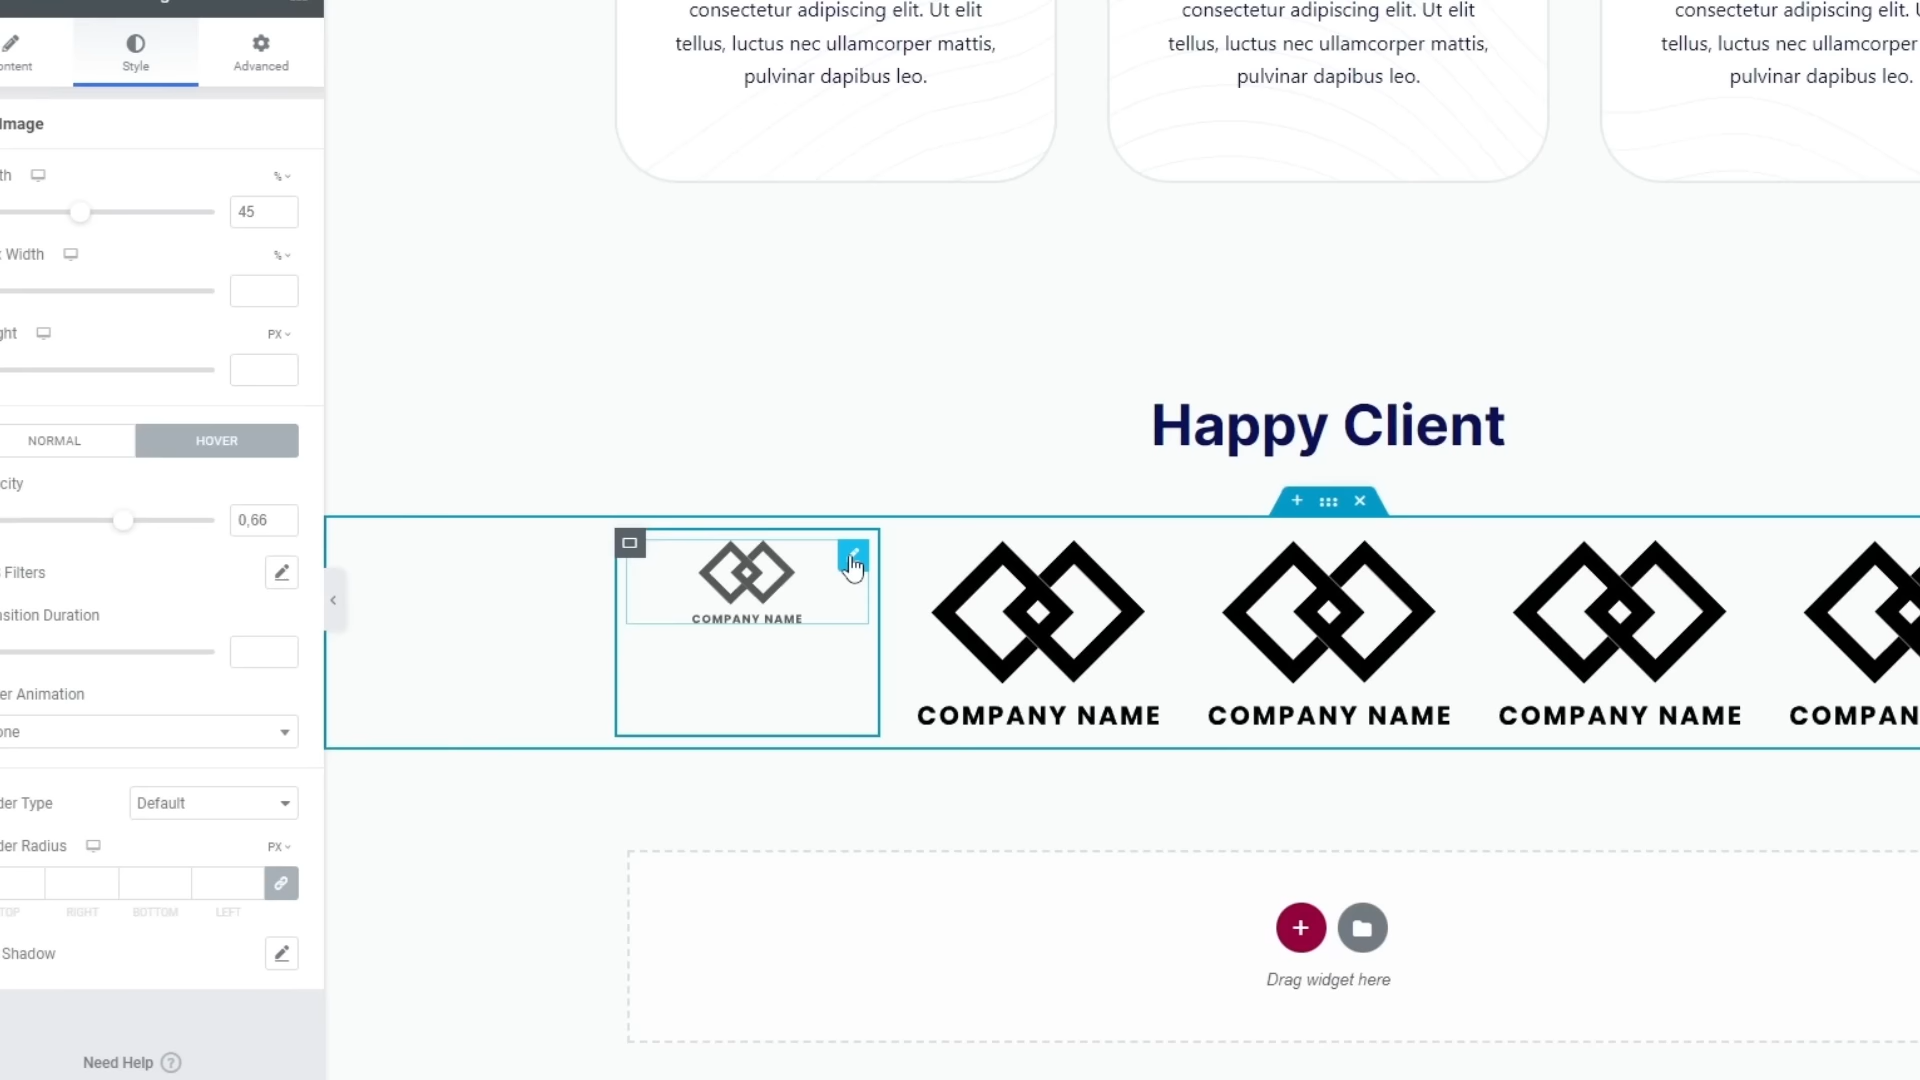 ontent
Style
Advanced
Image
th
%
45
Width
%
ght
PX
NORMAL
HOVER
city
0,66
Filters
sition Duration
er Animation
one
der Type
Default
der Radius
PX
TOP
RIGHT
BOTTOM
LEFT
Shadow
Need Help ?
consectetur adipiscing elit. Ut elit
tellus, luctus nec ullamcorper mattis,
pulvinar dapibus leo.
consectetur adipiscing elit. Ut elit
tellus, luctus nec ullamcorper mattis,
pulvinar dapibus leo.
consectetur adipiscing elit.
tellus, luctus nec ullamcorper
pulvinar dapibus leo.
Happy Client
COMPANY NAME
COMPANY NAME
COMPANY NAME
COMPANY NAME
COMPAN
Drag widget here